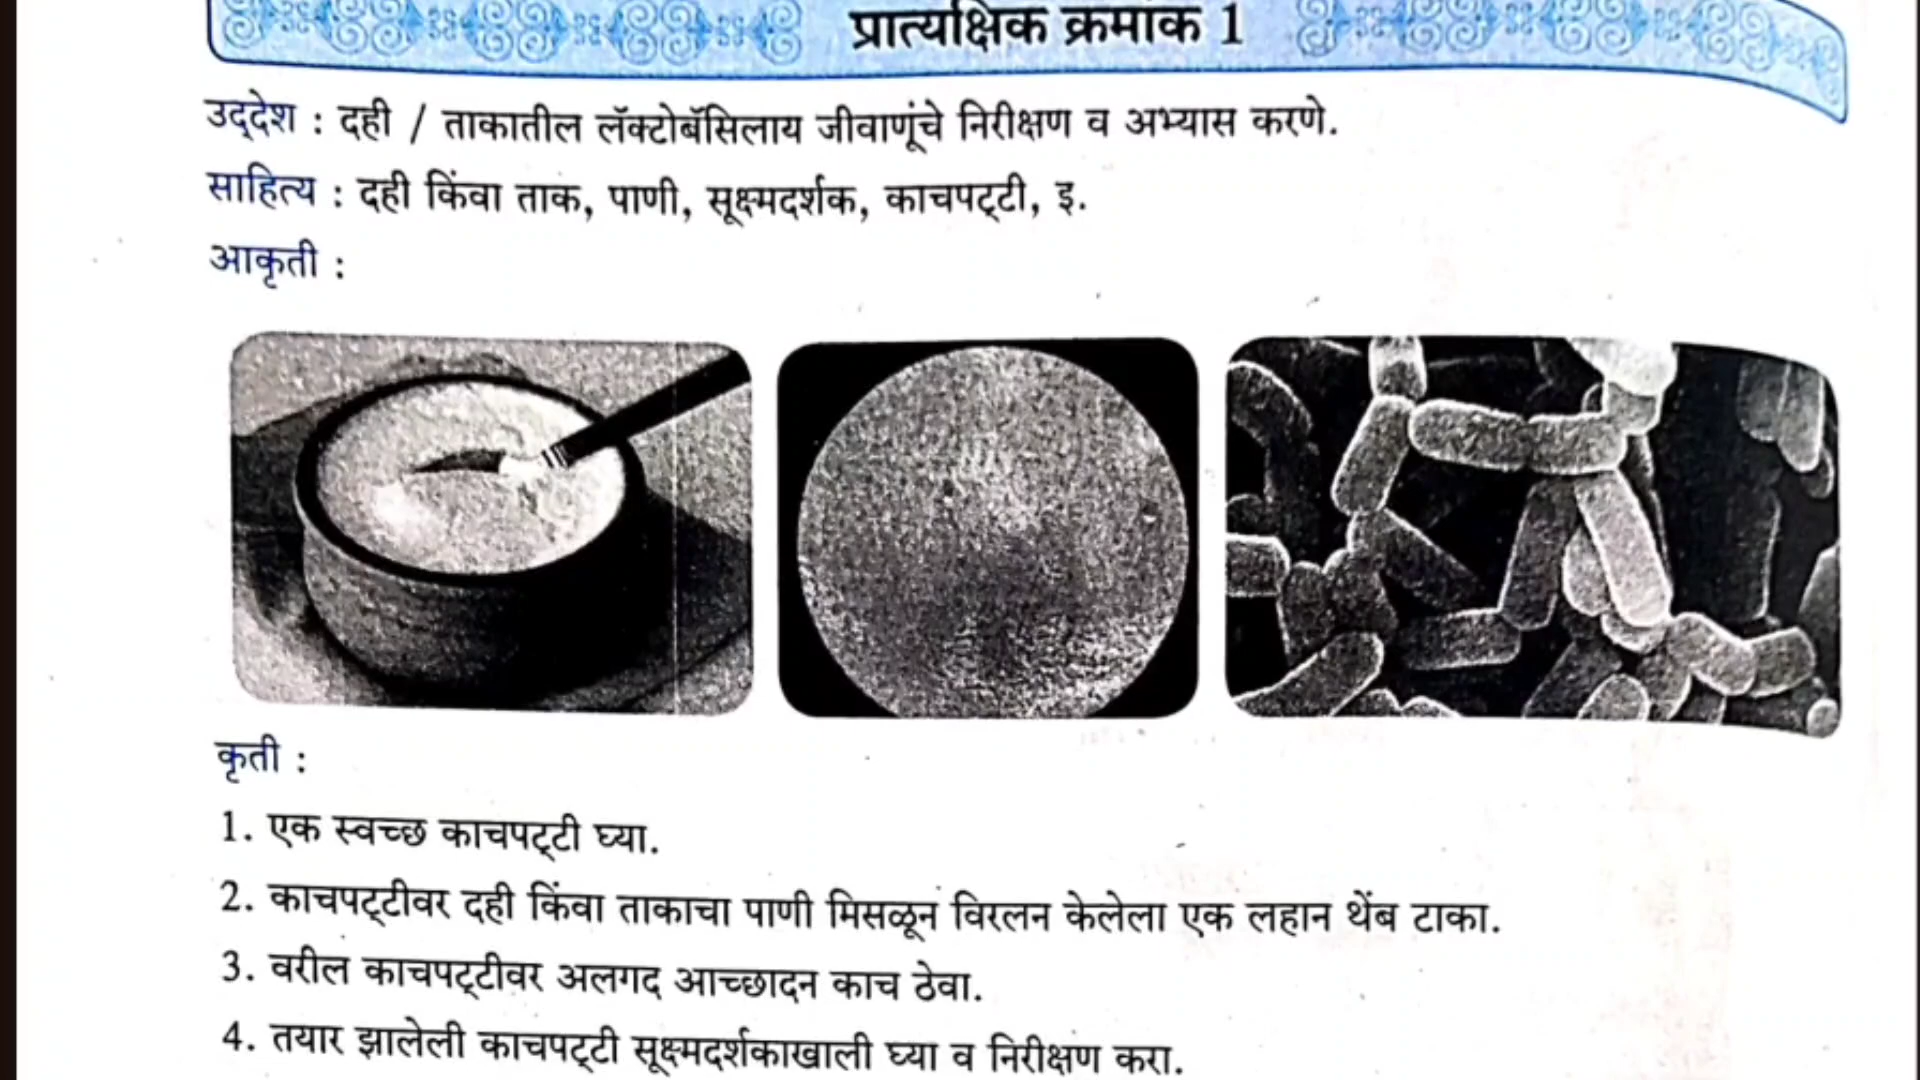 प्रात्यक्षिक क्रमांक 1
उद्‌देश : दही / ताकातील लॅक्टोबॅसिलाय जीवाणूंचे निरीक्षण व अभ्यास करणे.
साहित्य : दही किंवा ताक, पाणी, सूक्ष्मदर्शक, काचपट्‌टी, इ.
आकृती :
कृती :
1. एक स्वच्छ काचपट्‌टी घ्या.
2. काचपट्‌टीवर दही किंवा ताकाचा पाणी मिसळून विरलन केलेला एक लहान थेंब टाका.
3. वरील काचपट्‌टीवर अलगद आच्छादन काच ठेवा.
4. तयार झालेली काचपट्‌टी सूक्ष्मदर्शकाखाली घ्या व निरीक्षण करा.